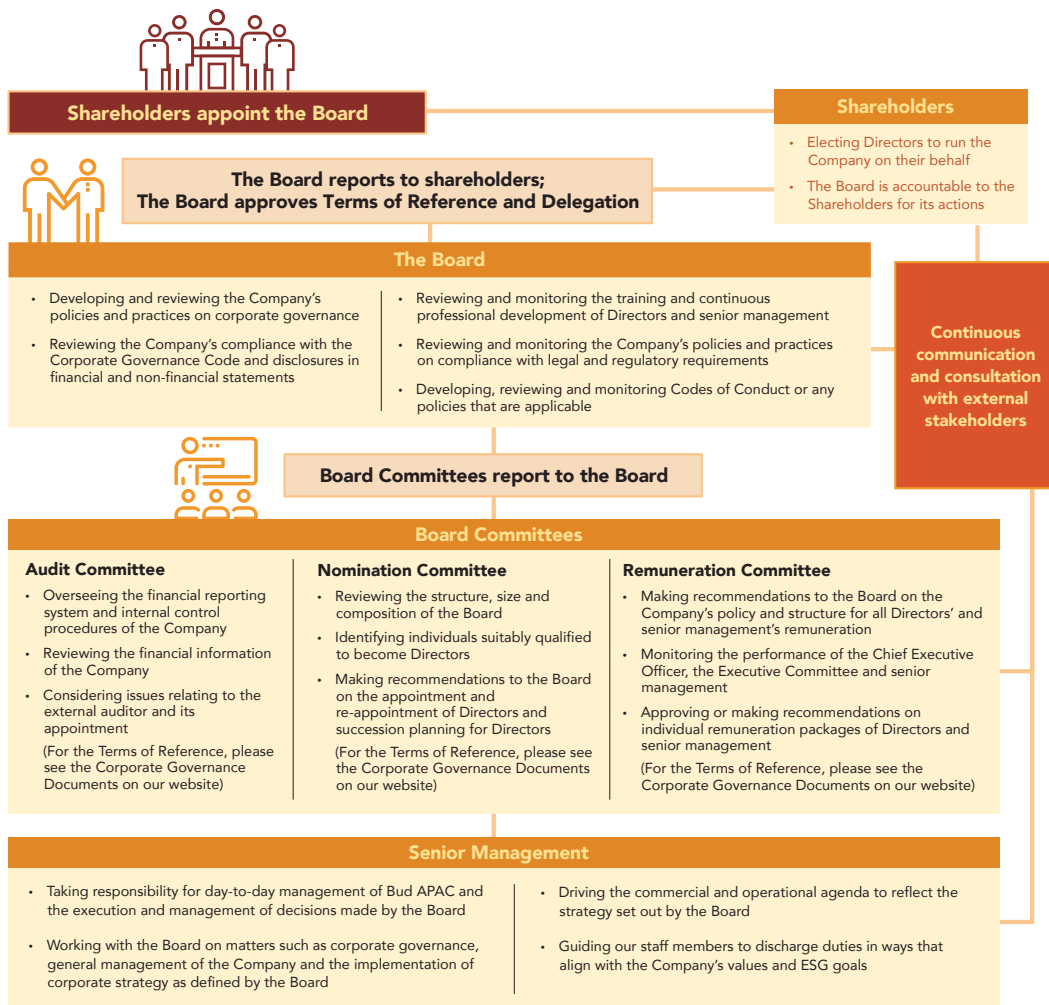 Shareholders appoint the Board
Shareholders
• Electing Directors to run the
Company on their behalf
• The Board is accountable to the
Shareholders for its actions
The Board reports to shareholders;
The Board approves Terms of Reference and Delegation
The Board
• Developing and reviewing the Company's
policies and practices on corporate governance
• Reviewing the Company's compliance with the
Corporate Governance Code and disclosures in
financial and non-financial statements
• Reviewing and monitoring the training and continuous
professional development of Directors and senior management
• Reviewing and monitoring the Company's policies and practices
on compliance with legal and regulatory requirements
• Developing, reviewing and monitoring Codes of Conduct or any
policies that are applicable
Continuous
communication
and consultation
with external
stakeholders
Board Committees report to the Board
Board Committees
Audit Committee
• Overseeing the financial reporting
system and internal control
procedures of the Company
• Reviewing the financial information
of the Company
• Considering issues relating to the
external auditor and its
appointment
(For the Terms of Reference, please
see the Corporate Governance
Documents on our website)
Nomination Committee
• Reviewing the structure, size and
composition of the Board
• Identifying individuals suitably qualified
to become Directors
• Making recommendations to the Board
on the appointment and
re-appointment of Directors and
succession planning for Directors
(For the Terms of Reference, please see
the Corporate Governance Documents
on our website)
Remuneration Committee
• Making recommendations to the Board on the
Company's policy and structure for all Directors' and
senior management's remuneration
• Monitoring the performance of the Chief Executive
Officer, the Executive Committee and senior
management
• Approving or making recommendations on
individual remuneration packages of Directors and
senior management
(For the Terms of Reference, please see the
Corporate Governance Documents on our website)
Senior Management
• Taking responsibility for day-to-day management of Bud APAC and
the execution and management of decisions made by the Board
• Working with the Board on matters such as corporate governance,
general management of the Company and the implementation of
corporate strategy as defined by the Board
• Driving the commercial and operational agenda to reflect the
strategy set out by the Board
• Guiding our staff members to discharge duties in ways that
align with the Company's values and ESG goals